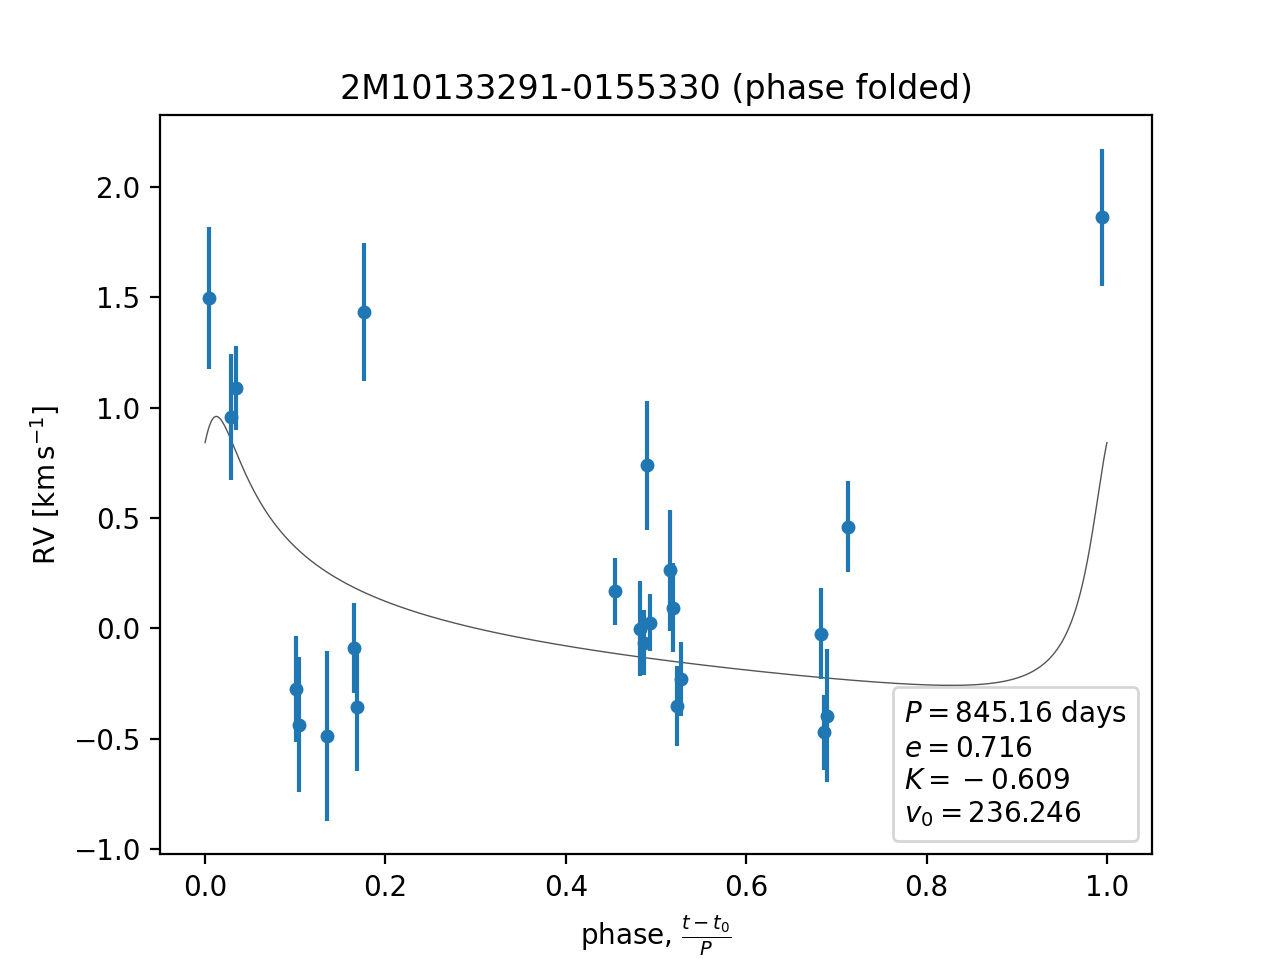 2M10133291-0155330 (phase folded)
RV [km s⁻¹]
2.0
1.5
1.0
0.5
0.0
−0.5
−1.0
P = 845.16 days
e = 0.716
K = − 0.609
v₀ = 236.246
0.0 0.2 0.4 0.6 0.8 1.0
phase, (t − t₀)/P